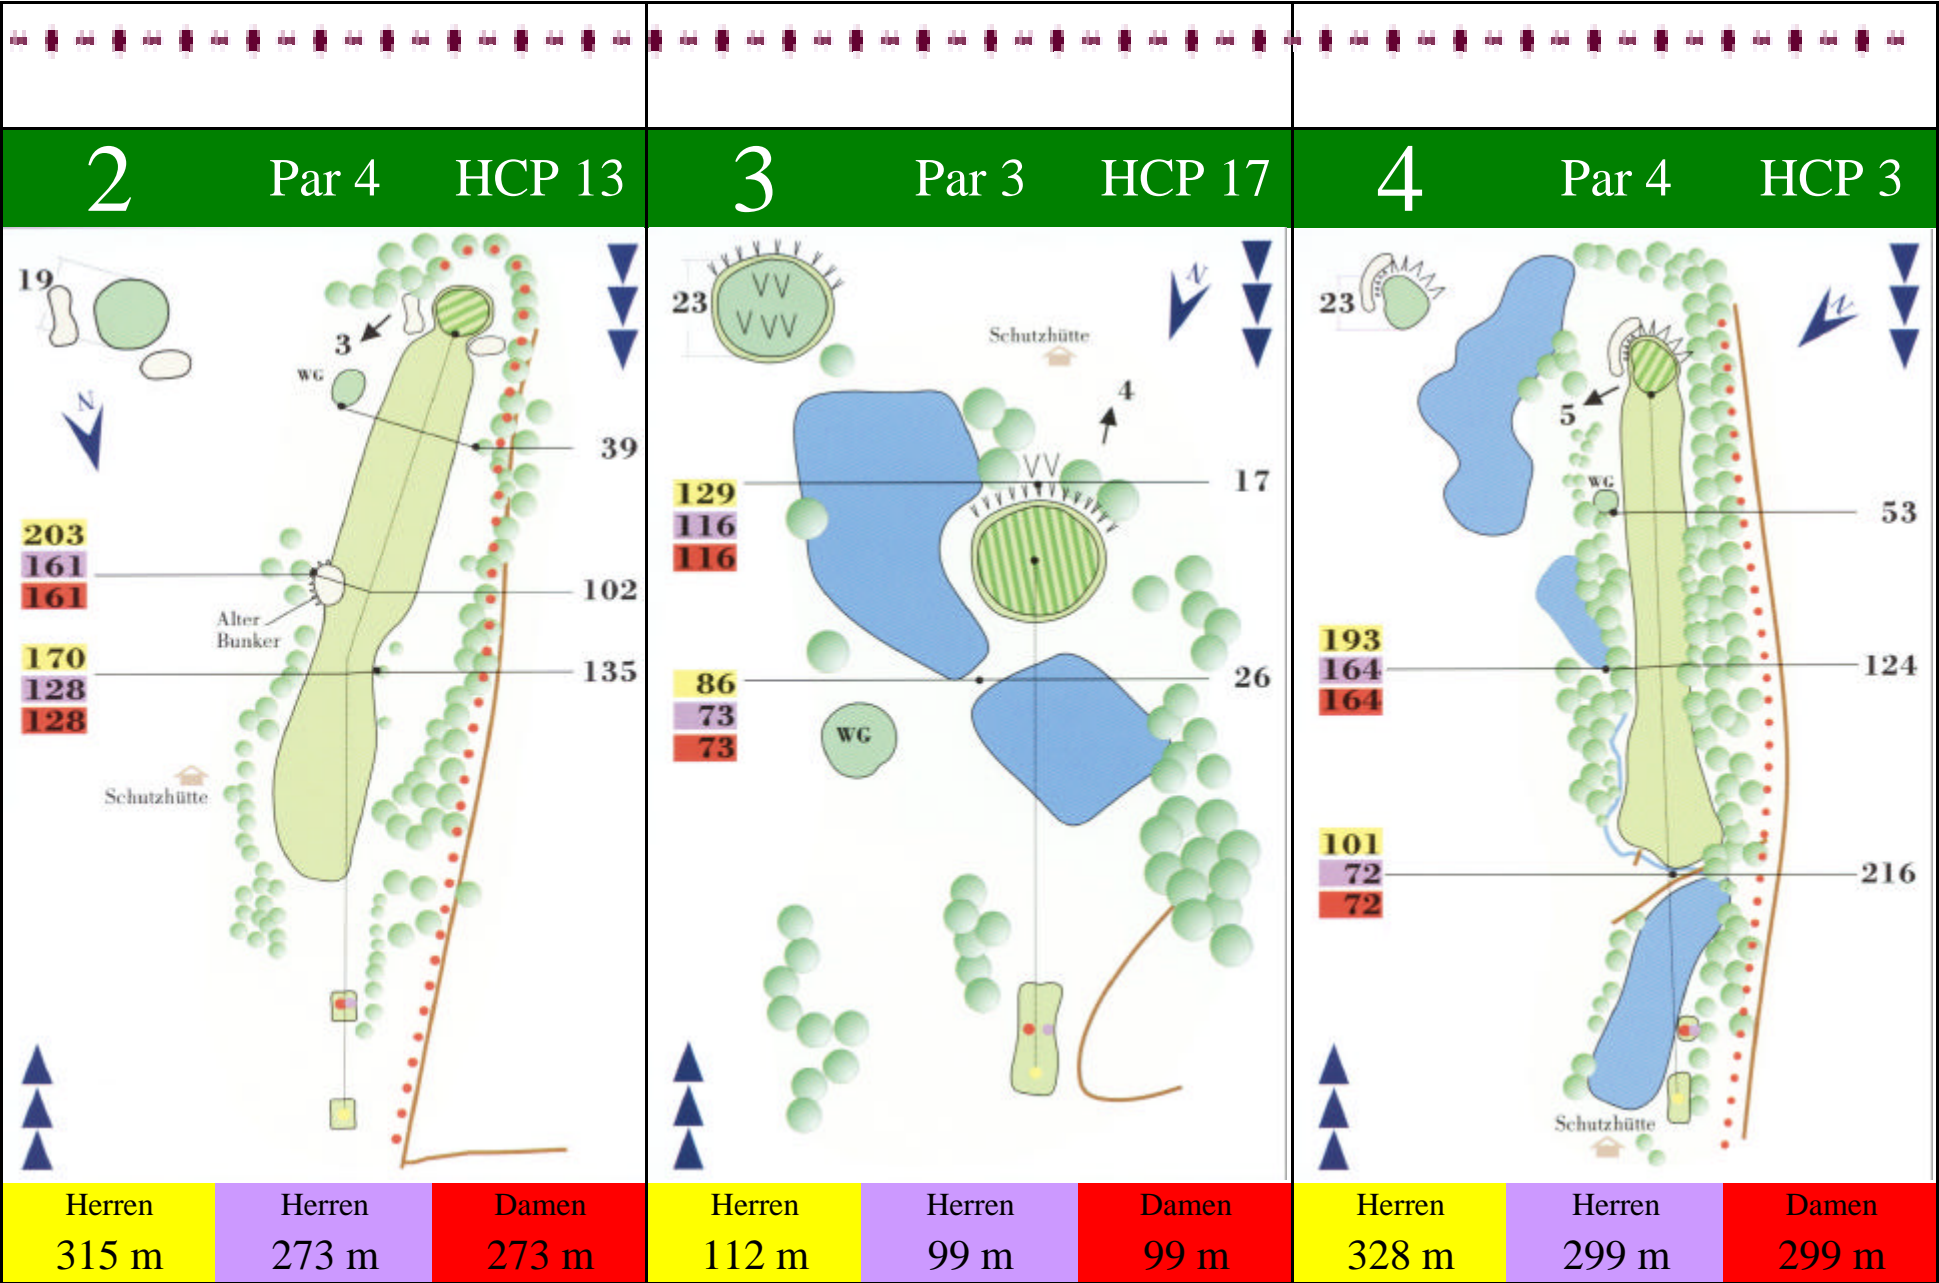 2 Par 4 HCP 13
19
3
WG
N
39
203
161
161
102
Alter
Bunker
170
128
128
135
Schutzhütte
Herren Herren Damen
315 m 273 m 273 m
3 Par 3 HCP 17
23
N
Schutzhütte
4
129
116
116
17
86
73
73
26
WG
Herren Herren Damen
112 m 99 m 99 m
4 Par 4 HCP 3
23
N
5
WG
53
193
164
164
124
101
72
72
216
Schutzhütte
Herren Herren Damen
328 m 299 m 299 m